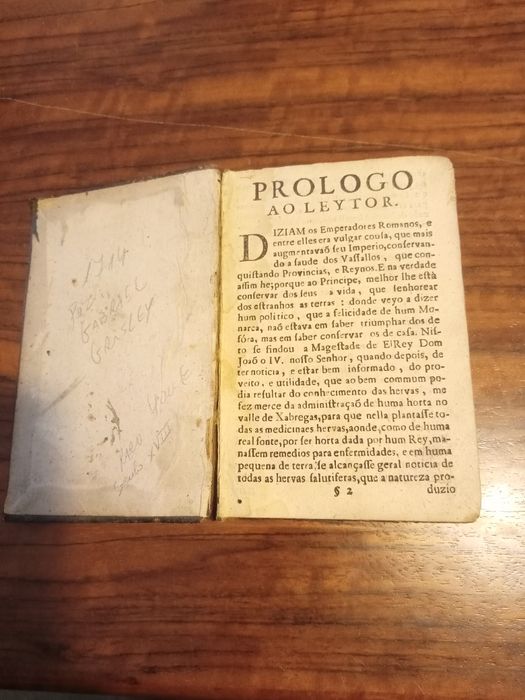 1714
POR
GABRIEL
GRISLEY
século XVIII
PROLOGO
AO LEYTOR.
DIZIAM os Emperadores Romanos, e
entre elles era vulgar cousa, que mais
augmentavaõ seu Imperio, conservan-
do a saude dos Vassallos, que con-
quistando Provincias, e Reynos. E na verdade
assim he; porque ao Principe, melhor lhe està
conservar dos seus a vida, que senhorear
dos estranhos as terras: donde veyo a dizer
hum politico, que a felicidade de hum Mo-
narca, naõ estava em saber triumphar dos de
fóra, mas em saber conservar os de casa. Nis-
to se findou a Magestade de ElRey Dom
Joaõ o IV. nosso Senhor, quando depois, de
ter noticia, e estar bem informado, do pro-
veito, e utilidade, que ao bem commum po-
dia resultar do conhecimento das hervas, me
fez merce da administraçaõ de huma horta no
valle de Xabregas, para que nella plantasse to-
das as medicinaes hervas, aonde, como de huma
real fonte, por ser horta dada por hum Rey, ma-
nassem remedios para enfermidades, e em huma
pequena de terra, se alcançasse geral noticia de
todas as hervas salutiferas, que a natureza pro-
§ 2 duzio